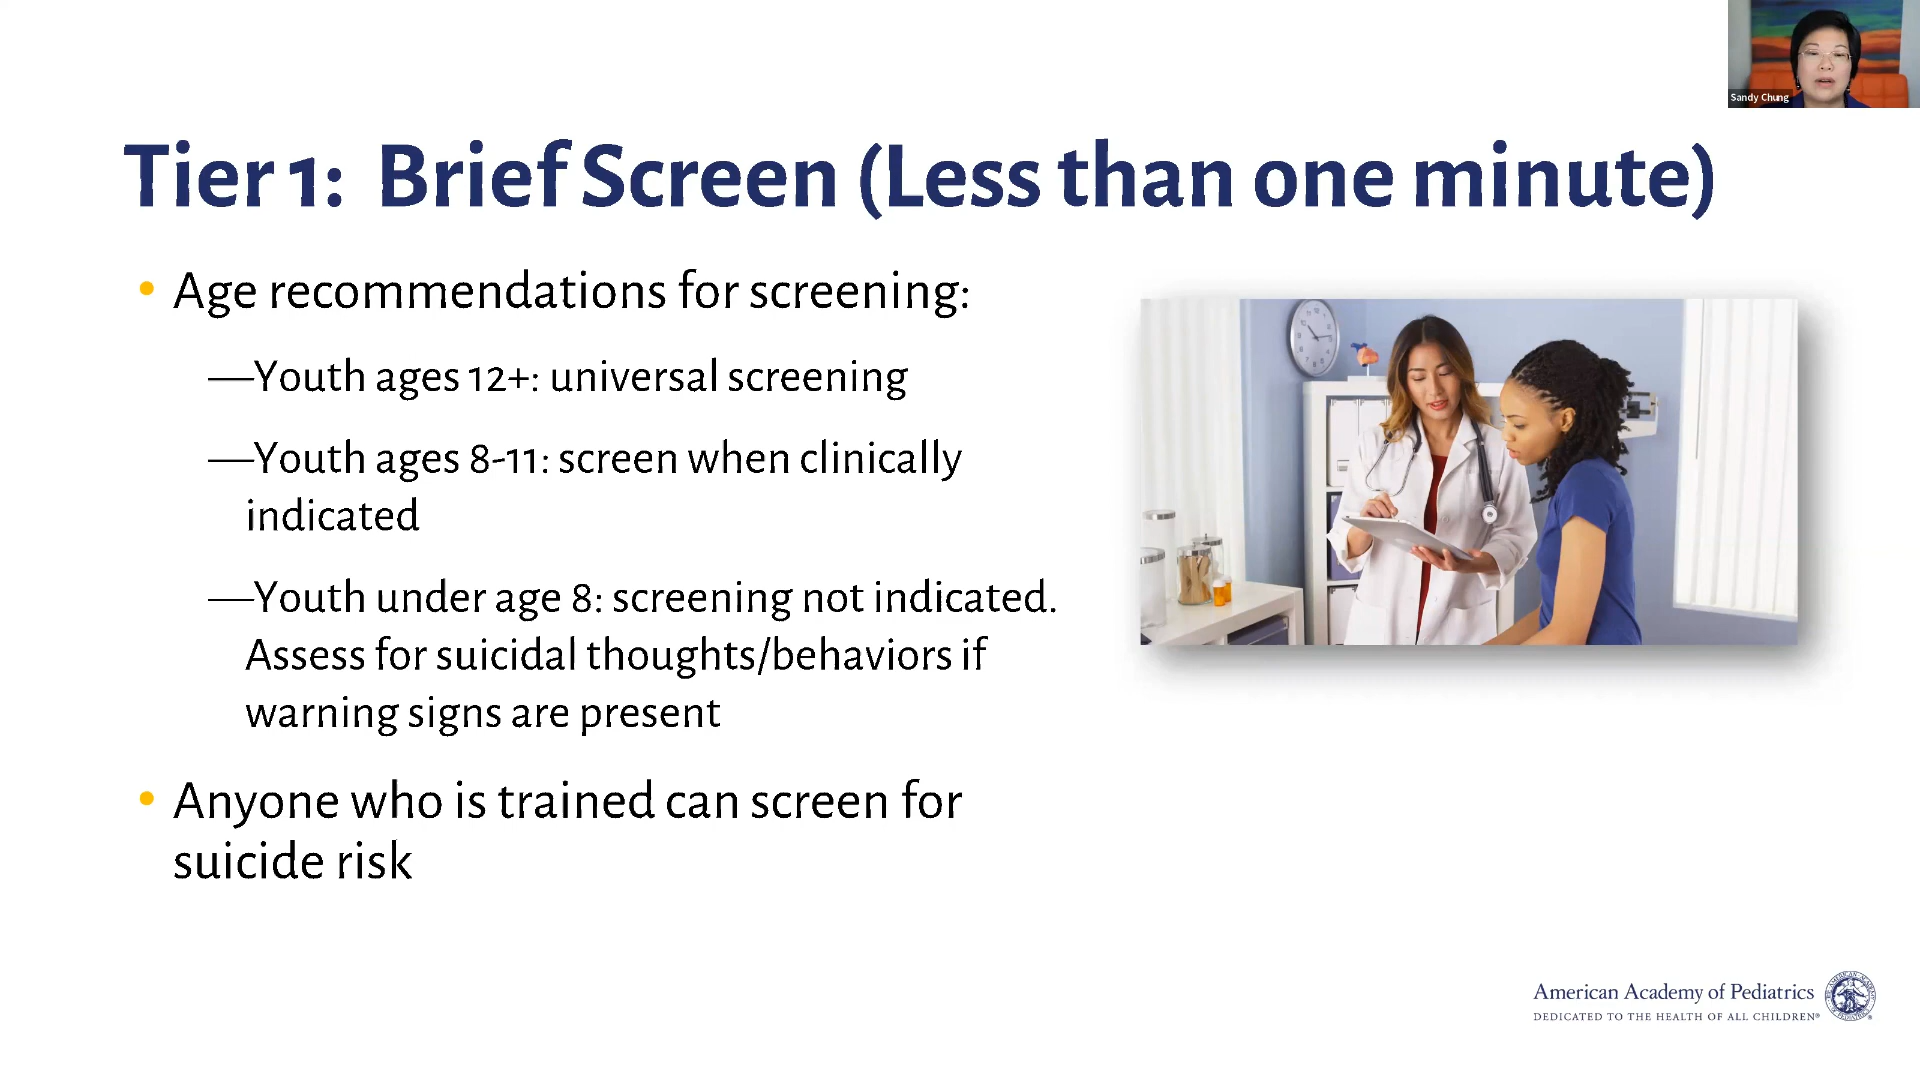 Sandy Chung
Tier 1: Brief Screen (Less than one minute)
• Age recommendations for screening:
—Youth ages 12+: universal screening
—Youth ages 8-11: screen when clinically
indicated
—Youth under age 8: screening not indicated.
Assess for suicidal thoughts/behaviors if
warning signs are present
• Anyone who is trained can screen for
suicide risk
American Academy of Pediatrics
DEDICATED TO THE HEALTH OF ALL CHILDREN®